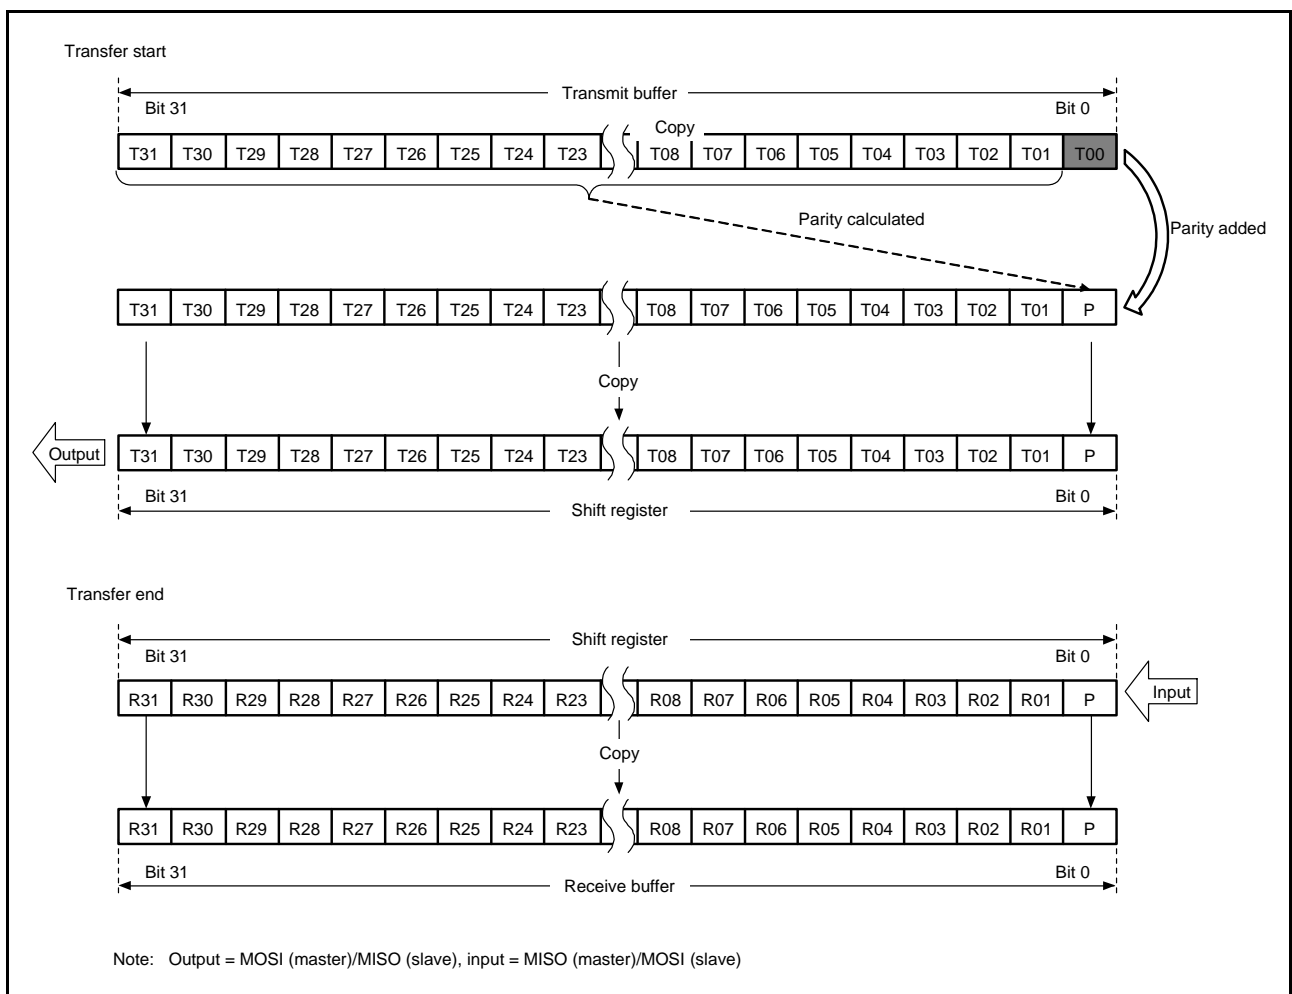 Transfer start
Transmit buffer
Bit 31 Bit 0
Copy
T31 T30 T29 T28 T27 T26 T25 T24 T23 T08 T07 T06 T05 T04 T03 T02 T01 T00
Parity calculated
Parity added
T31 T30 T29 T28 T27 T26 T25 T24 T23 T08 T07 T06 T05 T04 T03 T02 T01 P
Copy
Output T31 T30 T29 T28 T27 T26 T25 T24 T23 T08 T07 T06 T05 T04 T03 T02 T01 P
Bit 31 Bit 0
Shift register
Transfer end
Shift register
Bit 31 Bit 0
R31 R30 R29 R28 R27 R26 R25 R24 R23 R08 R07 R06 R05 R04 R03 R02 R01 P Input
Copy
R31 R30 R29 R28 R27 R26 R25 R24 R23 R08 R07 R06 R05 R04 R03 R02 R01 P
Bit 31 Bit 0
Receive buffer
Note: Output = MOSI (master)/MISO (slave), input = MISO (master)/MOSI (slave)